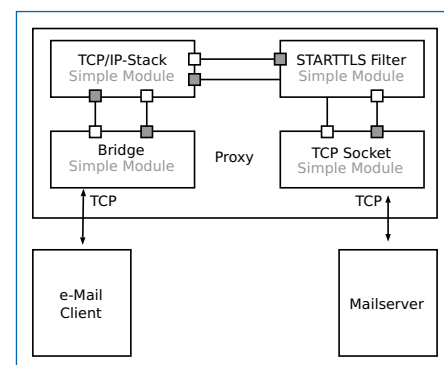 TCP/IP-Stack
Simple Module
STARTTLS Filter
Simple Module
Bridge
Simple Module
Proxy
TCP Socket
Simple Module
TCP
TCP
e-Mail
Client
Mailserver